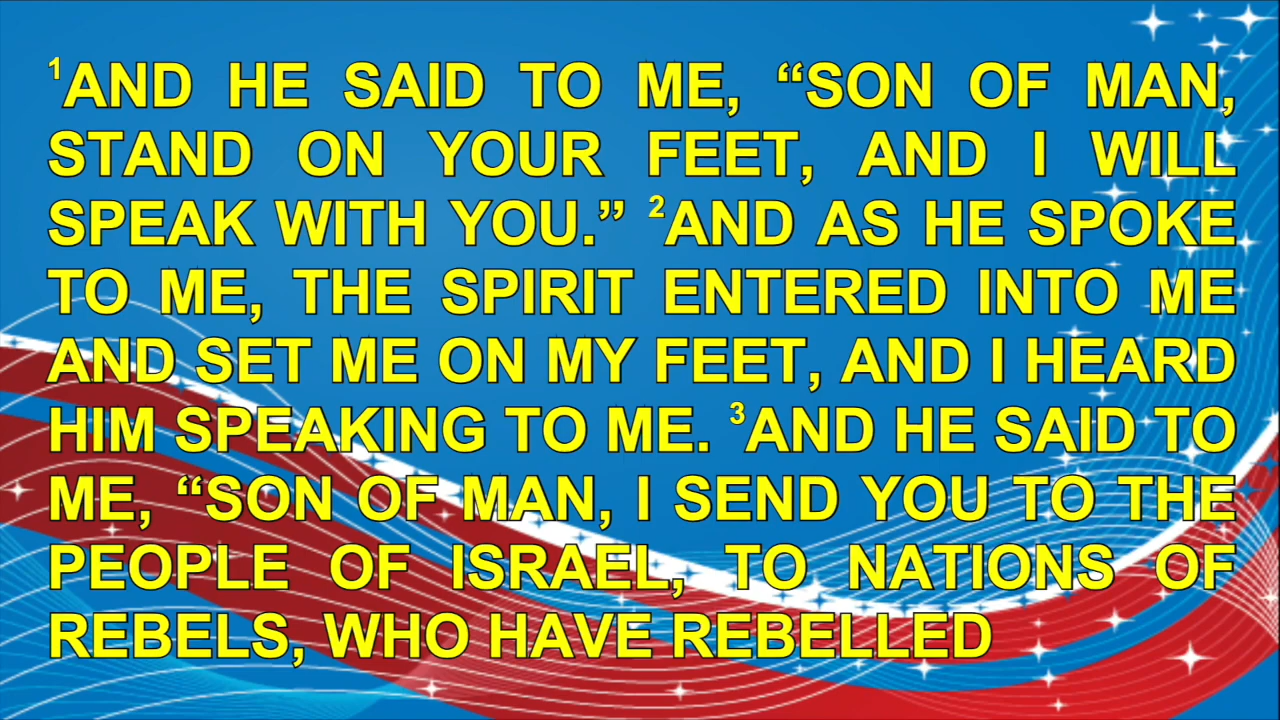 ¹AND HE SAID TO ME, “SON OF MAN,
STAND ON YOUR FEET, AND I WILL
SPEAK WITH YOU.” ²AND AS HE SPOKE
TO ME, THE SPIRIT ENTERED INTO ME
AND SET ME ON MY FEET, AND I HEARD
HIM SPEAKING TO ME. ³AND HE SAID TO
ME, “SON OF MAN, I SEND YOU TO THE
PEOPLE OF ISRAEL, TO NATIONS OF
REBELS, WHO HAVE REBELLED